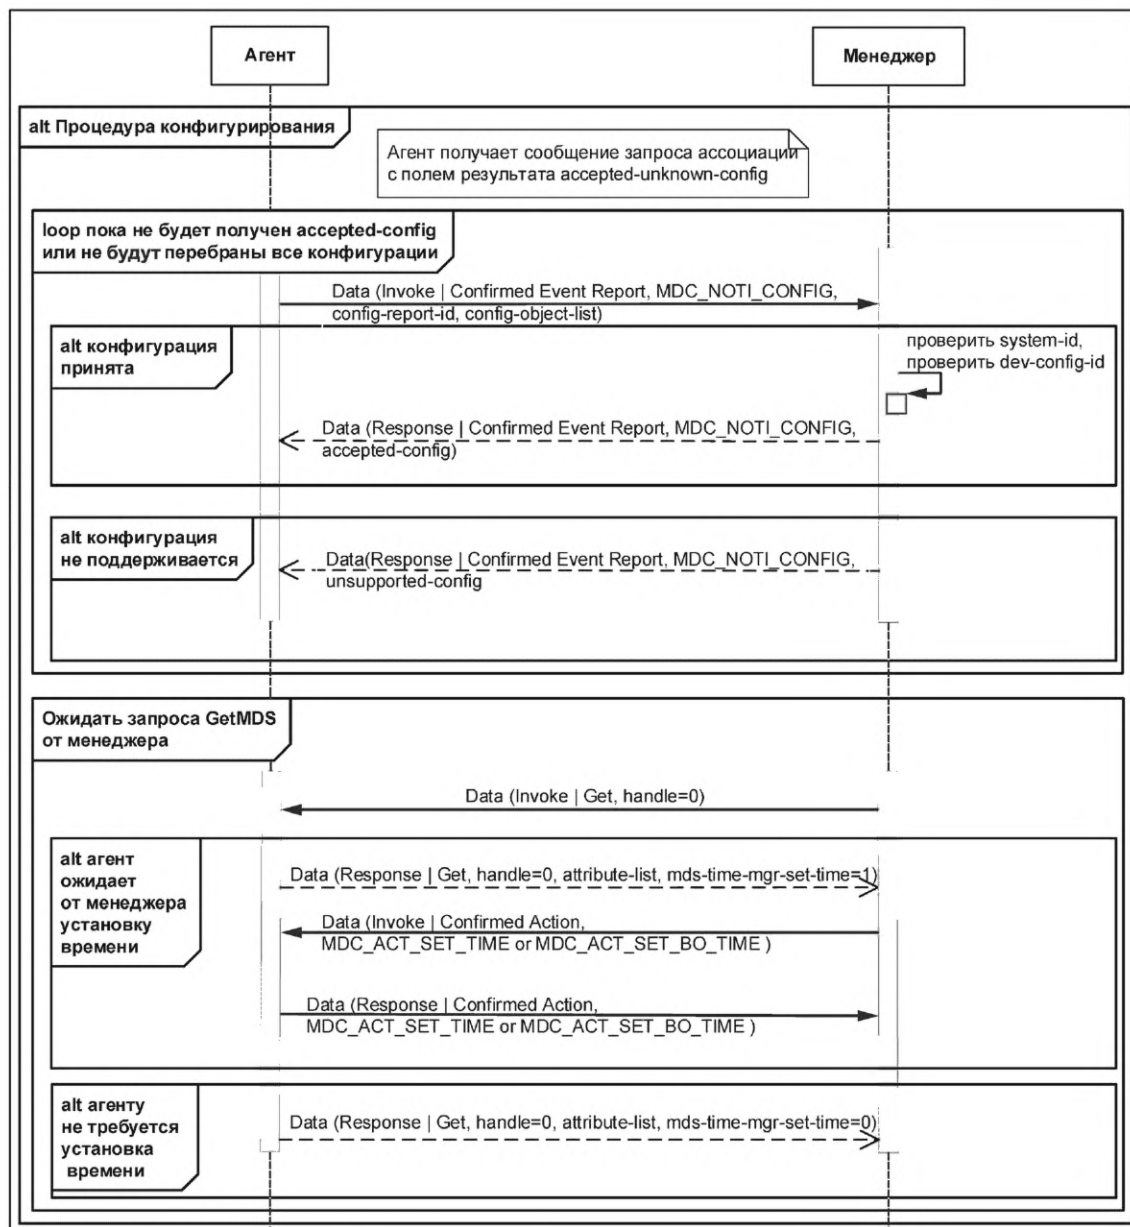 Агент
Менеджер
alt Процедура конфигурирования
Агент получает сообщение запроса ассоциации
с полем результата accepted-unknown-config
loop пока не будет получен accepted-config
или не будут перебраны все конфигурации
Data (Invoke | Confirmed Event Report, MDC_NOTI_CONFIG,
config-report-id, config-object-list)
alt конфигурация
принята
проверить system-id,
проверить dev-config-id
Data (Response | Confirmed Event Report, MDC_NOTI_CONFIG,
accepted-config)
alt конфигурация
не поддерживается
Data(Response | Confirmed Event Report, MDC_NOTI_CONFIG,
unsupported-config
Ожидать запроса GetMDS
от менеджера
Data (Invoke | Get, handle=0)
alt агент
ожидает
от менеджера
установку
времени
Data (Response | Get, handle=0, attribute-list, mds-time-mgr-set-time=1)
Data (Invoke | Confirmed Action,
MDC_ACT_SET_TIME or MDC_ACT_SET_BO_TIME )
Data (Response | Confirmed Action,
MDC_ACT_SET_TIME or MDC_ACT_SET_BO_TIME )
alt агенту
не требуется
установка
времени
Data (Response | Get, handle=0, attribute-list, mds-time-mgr-set-time=0)